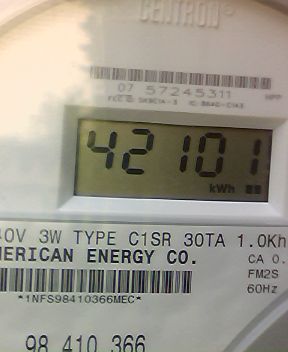 CENTRON®
07 57245311
42101
kWh
40V 3W TYPE C1SR 30TA 1.0Kh
MERICAN ENERGY CO.
CA 0.
FM2S
60Hz
*1NFS98410366MEC*
98 410 366